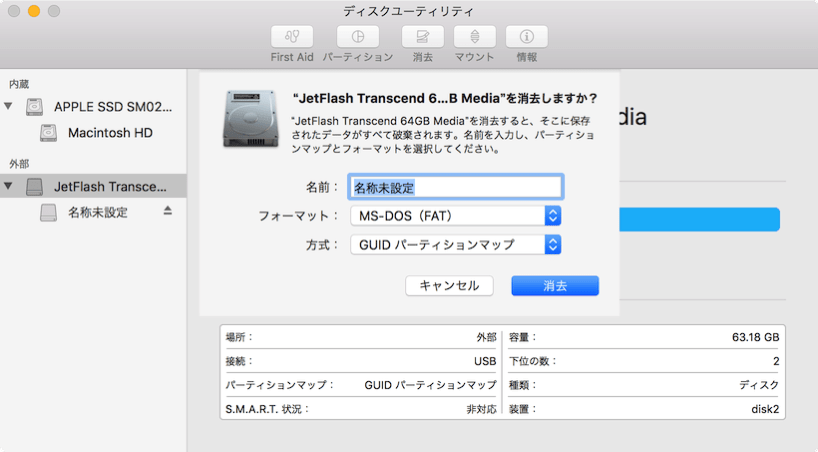 ディスクユーティリティ
First Aid パーティション 消去 マウント 情報
内蔵
APPLE SSD SM02...
Macintosh HD
外部
JetFlash Transce...
名称未設定
"JetFlash Transcend 6...B Media"を消去しますか？
"JetFlash Transcend 64GB Media"を消去すると、そこに保存
されたデータがすべて破棄されます。名前を入力し、パーティショ
ンマップとフォーマットを選択してください。
名前： 名称未設定
フォーマット： MS-DOS（FAT）
方式： GUID パーティションマップ
キャンセル 消去
dia
場所： 外部 容量： 63.18 GB
接続： USB 下位の数： 2
パーティションマップ： GUID パーティションマップ 種類： ディスク
S.M.A.R.T. 状況： 非対応 装置： disk2